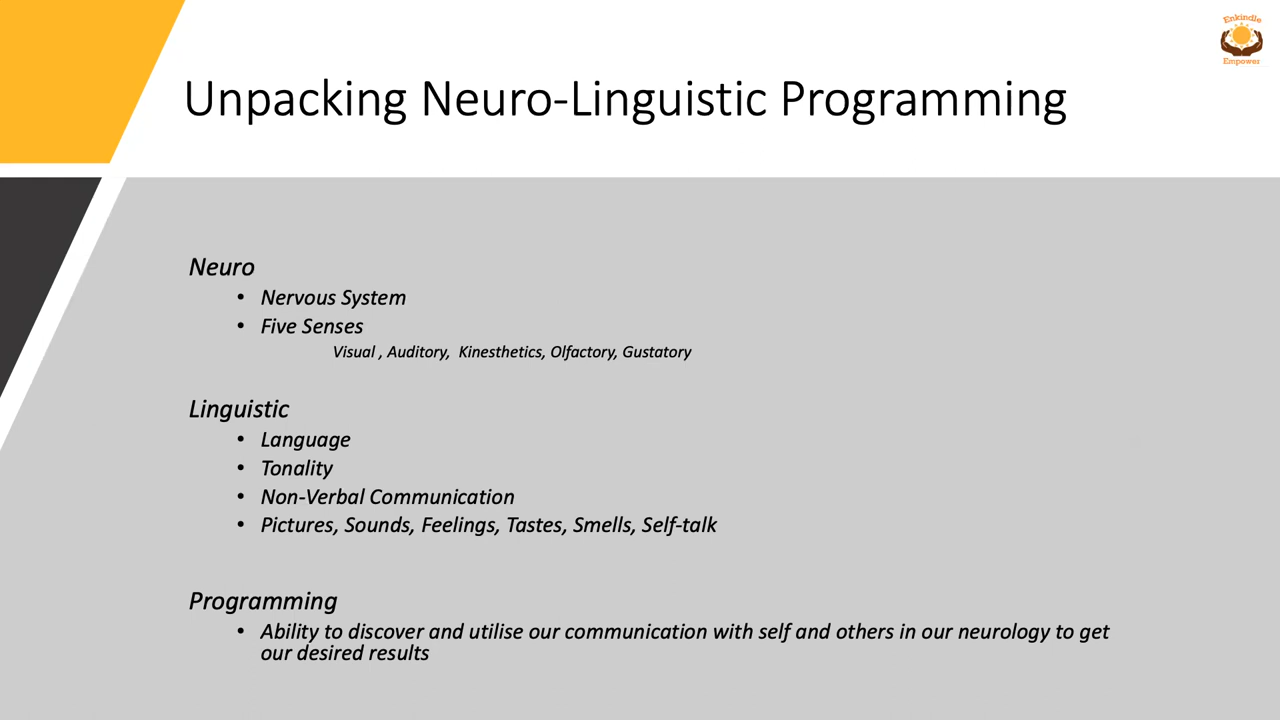 Enkindle
Empower
Unpacking Neuro-Linguistic Programming
Neuro
• Nervous System
• Five Senses
Visual , Auditory, Kinesthetics, Olfactory, Gustatory
Linguistic
• Language
• Tonality
• Non-Verbal Communication
• Pictures, Sounds, Feelings, Tastes, Smells, Self-talk
Programming
• Ability to discover and utilise our communication with self and others in our neurology to get
our desired results